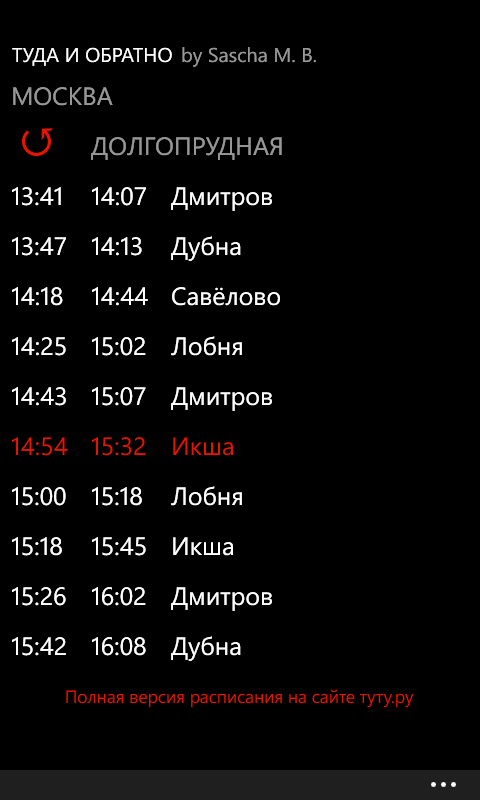 ТУДА И ОБРАТНО by Sascha M. B.
МОСКВА
ДОЛГОПРУДНАЯ
13:41 14:07 Дмитров
13:47 14:13 Дубна
14:18 14:44 Савёлово
14:25 15:02 Лобня
14:43 15:07 Дмитров
14:54 15:32 Икша
15:00 15:18 Лобня
15:18 15:45 Икша
15:26 16:02 Дмитров
15:42 16:08 Дубна
Полная версия расписания на сайте туту.ру